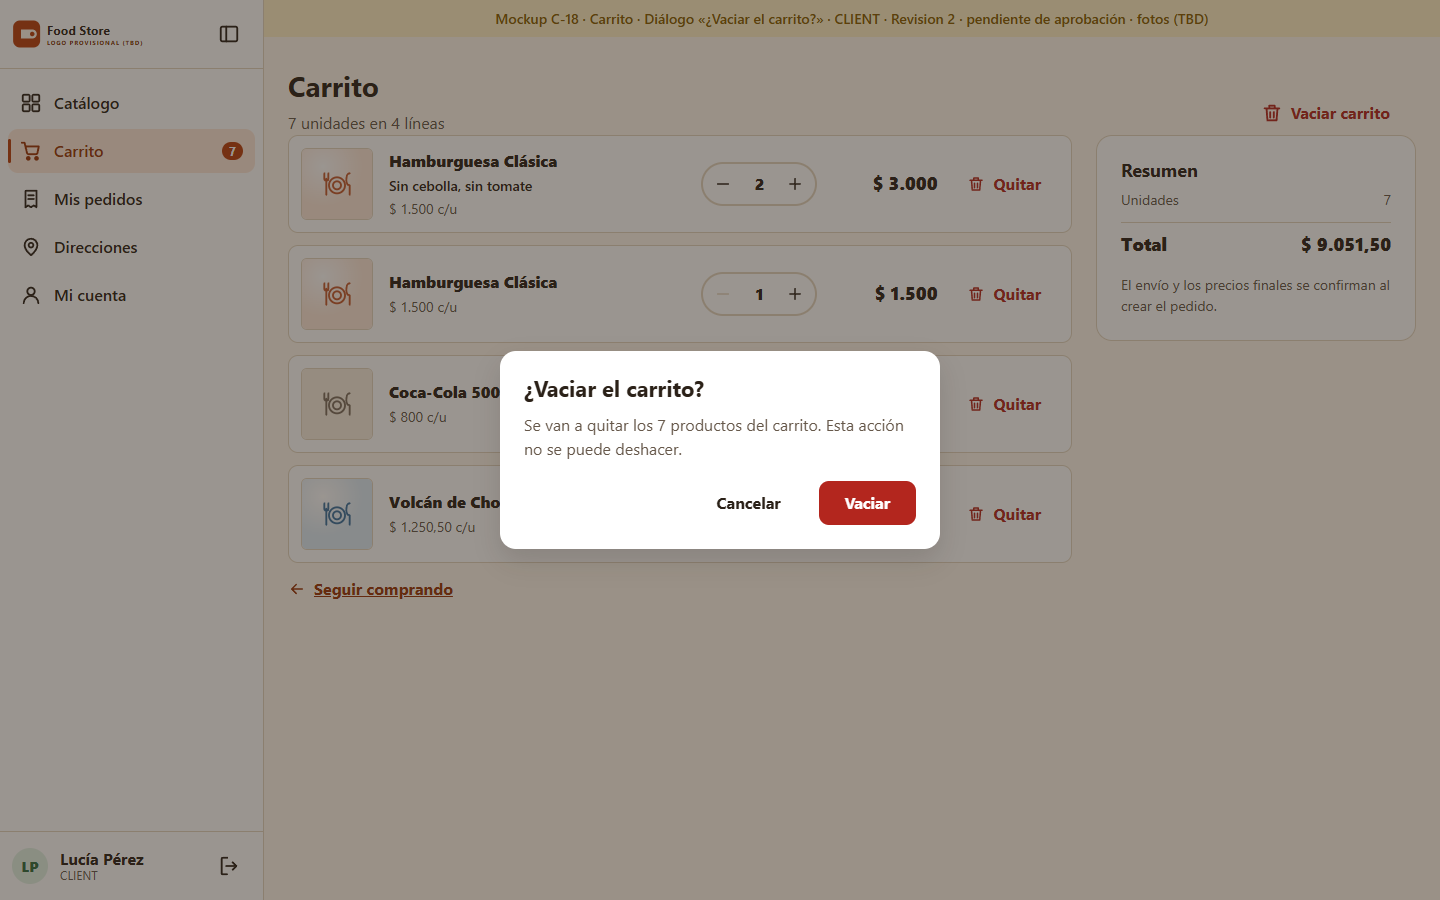 Food Store
LOGO PROVISIONAL (TBD)
Catálogo
Carrito
7
Mis pedidos
Direcciones
Mi cuenta
LP
Lucía Pérez
CLIENT
Mockup C-18 · Carrito · Diálogo «¿Vaciar el carrito?» · CLIENT · Revision 2 · pendiente de aprobación · fotos (TBD)
Carrito
7 unidades en 4 líneas
Vaciar carrito
Hamburguesa Clásica
Sin cebolla, sin tomate
$ 1.500 c/u
2
$ 3.000
Quitar
Hamburguesa Clásica
$ 1.500 c/u
1
$ 1.500
Quitar
Coca-Cola 500
$ 800 c/u
Quitar
Volcán de Cho
$ 1.250,50 c/u
Quitar
Seguir comprando
Resumen
Unidades 7
Total $ 9.051,50
El envío y los precios finales se confirman al
crear el pedido.
¿Vaciar el carrito?
Se van a quitar los 7 productos del carrito. Esta acción
no se puede deshacer.
Cancelar
Vaciar